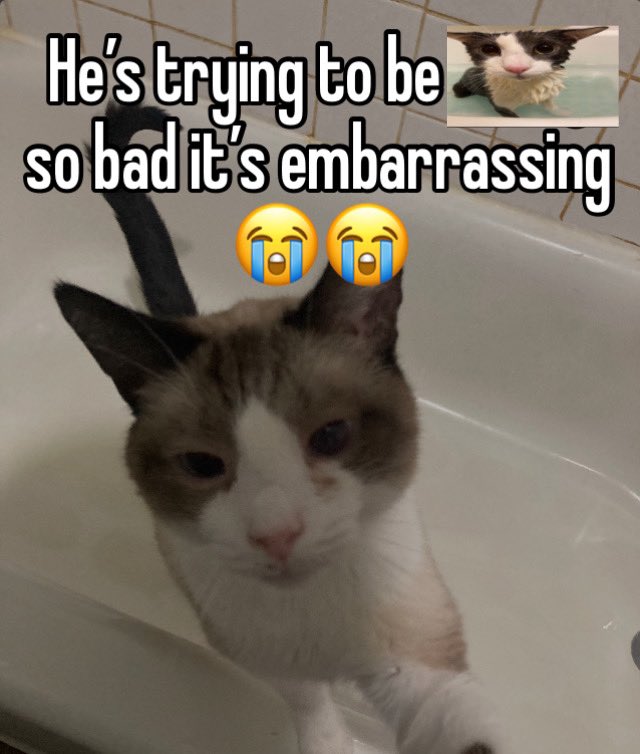 He's trying to be
so bad it's embarrassing
😭😭